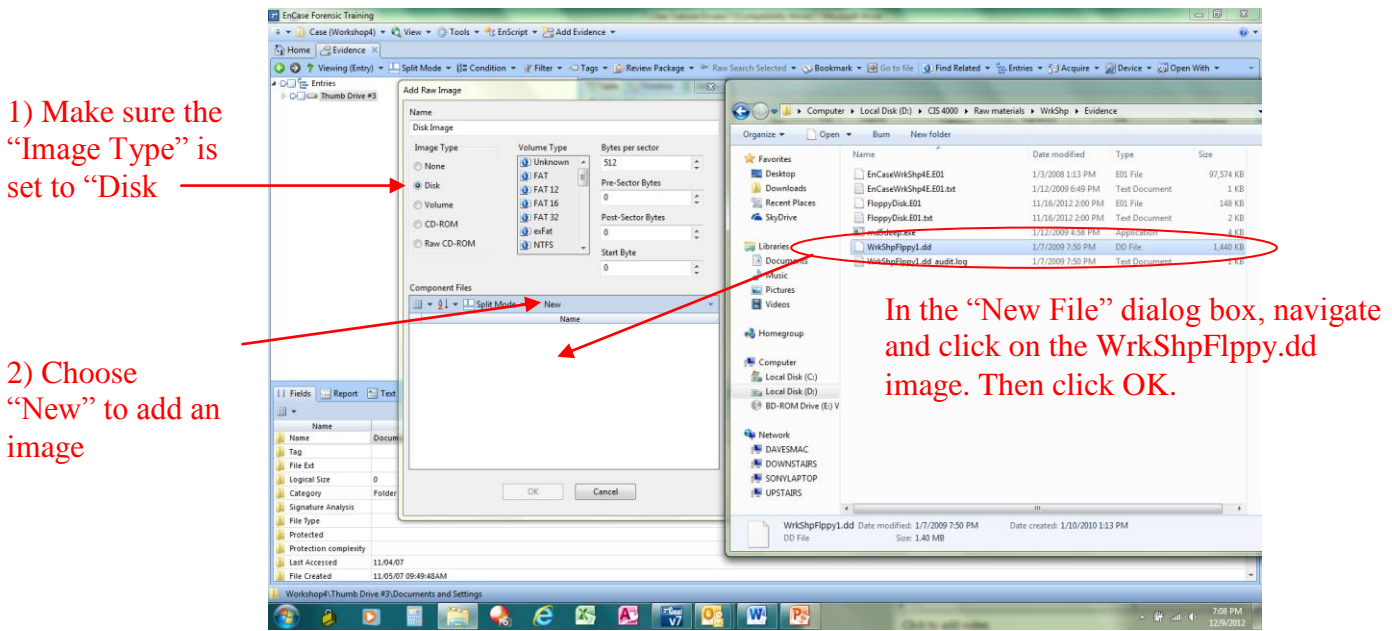 EnCase Forensic Training
Case (Workshop4) View Tools EnScript Add Evidence
Home Evidence
Viewing (Entry) Split Mode Condition Filter Tags Review Package Raw Search Selected Bookmark Go to file Find Related Entries Acquire Device Open With
Entries
Thumb Drive #3
1) Make sure the
“Image Type” is
set to “Disk
2) Choose
“New” to add an
image
Add Raw Image
Name
Disk Image
Image Type
None
Disk
Volume
CD-ROM
Raw CD-ROM
Volume Type
Unknown
FAT
FAT 12
FAT 16
FAT 32
exFat
NTFS
Bytes per sector
512
Pre-Sector Bytes
0
Post-Sector Bytes
0
Start Byte
0
Component Files
Split Mode New
Name
OK Cancel
Computer Local Disk (D:) CIS 4000 Raw materials WrkShp Evidence
Organize Open Burn New folder
Favorites
Desktop
Downloads
Recent Places
SkyDrive
Libraries
Documents
Music
Pictures
Videos
Homegroup
Computer
Local Disk (C:)
Local Disk (D:)
BD-ROM Drive (E:) V
Network
DAVESMAC
DOWNSTAIRS
SONYLAPTOP
UPSTAIRS
Name Date modified Type Size
EnCaseWrkShp4E.E01 1/3/2008 1:13 PM E01 File 97,574 KB
EnCaseWrkShp4E.E01.txt 1/12/2009 6:49 PM Text Document 1 KB
FloppyDisk.E01 11/16/2012 2:00 PM E01 File 148 KB
FloppyDisk.E01.txt 11/16/2012 2:00 PM Text Document 2 KB
md5deep.exe 1/12/2009 4:58 PM Application 4 KB
WrkShpFlppy1.dd 1/7/2009 7:50 PM DD File 1,440 KB
WrkShpFlppy1.dd_audit.log 1/7/2009 7:50 PM Text Document 1 KB
In the “New File” dialog box, navigate
and click on the WrkShpFlppy.dd
image. Then click OK.
WrkShpFlppy1.dd Date modified: 1/7/2009 7:50 PM Date created: 1/10/2010 1:13 PM
DD File Size: 1.40 MB
Fields Report Text
Name
Name Docum
Tag
File Ext
Logical Size 0
Category Folder
Signature Analysis
File Type
Protected
Protection complexity
Last Accessed 11/04/07
File Created 11/05/07 09:49:48AM
Workshop4\Thumb Drive #3\Documents and Settings
v7
Click to add notes
7:08 PM
12/9/2012